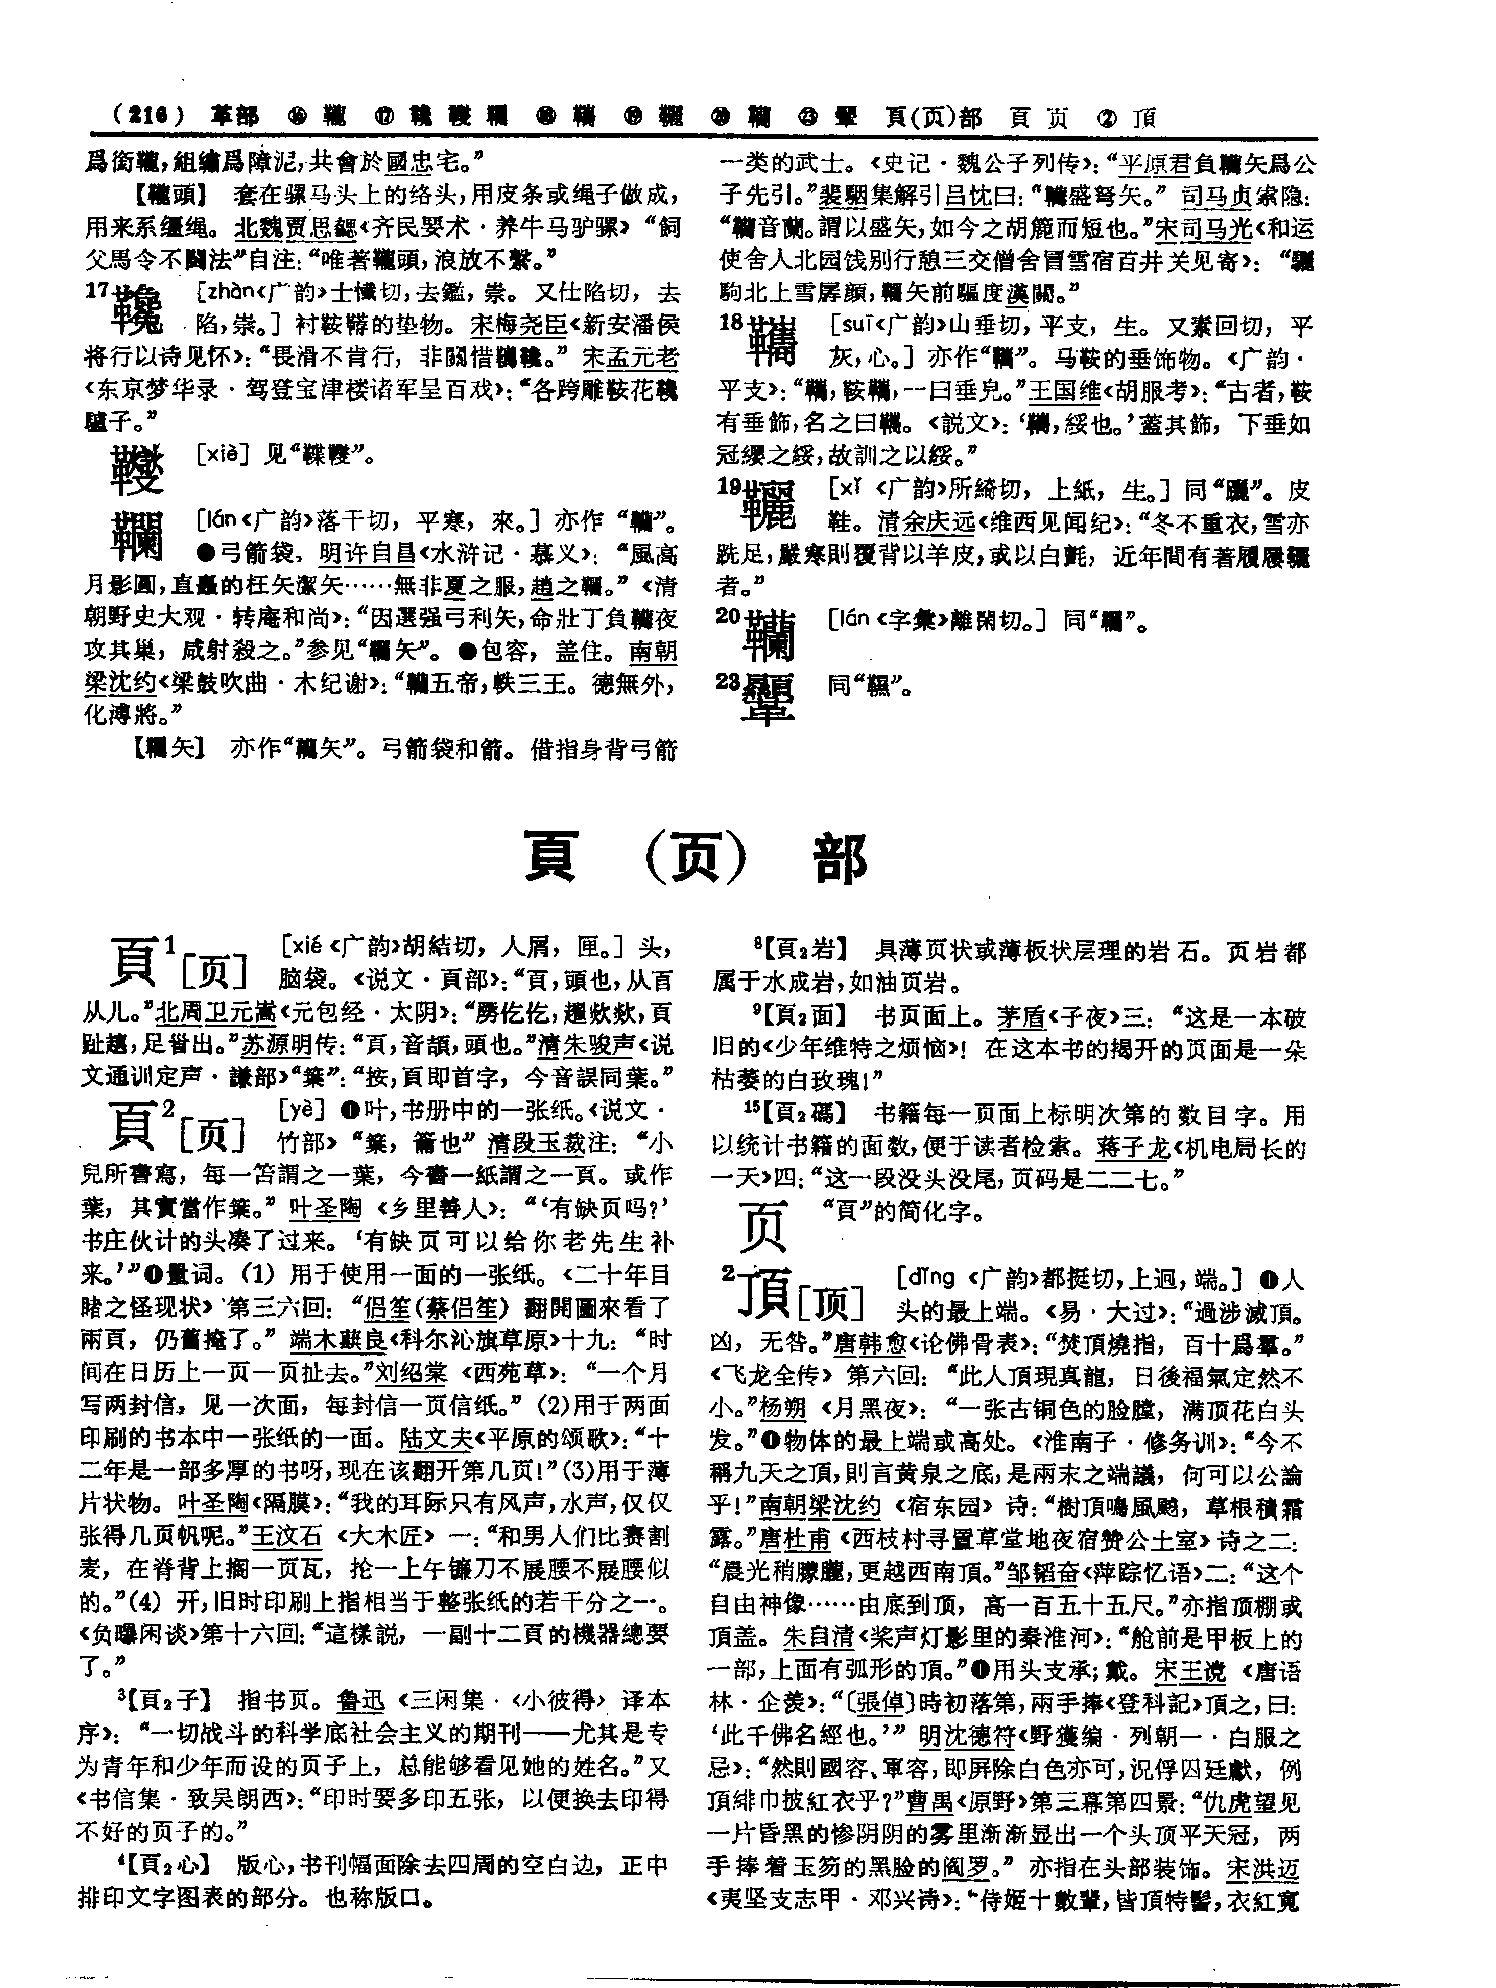 (216) 革部 ⑯ 韊 ⑰ 韉 ⑱ ⑲ ⑳ ㉓ 頁(页)部 頁 页 ② 頂
爲銜韊，組繡爲障泥，共會於國忠宅。”
【韊頭】 套在骡马头上的络头，用皮条或绳子做成，
用来系缰绳。北魏贾思勰《齐民要术·养牛马驴骡》“飼
父馬令不鬭法”自注：“唯著韊頭，浪放不繫。”
17 [zhàn《广韵》士懺切，去鑑，崇。又仕陷切，去
陷，崇。] 衬鞍鞯的垫物。宋梅尧臣《新安潘侯
将行以诗见怀》：“畏滑不肯行，非關惜。” 宋孟元老
《东京梦华录·驾登宝津楼诸军呈百戏》：“各跨雕鞍花
驢子。”
[xiè] 见“”。
韊 [lán《广韵》落干切，平寒，來。] 亦作“”。
●弓箭袋。明许自昌《水浒记·慕义》：“風高
月影圓，直蠹的枉矢潔矢……無非夏之服，趙之。”《清
朝野史大观·转庵和尚》：“因選强弓利矢，命壯丁負夜
攻其巢，咸射殺之。”参见“矢”。●包容，盖住。南朝
梁沈约《梁鼓吹曲·木纪谢》：“五帝，軼三王。德無外，
化溥將。”
【矢】 亦作“矢”。弓箭袋和箭。借指身背弓箭
一类的武士。《史记·魏公子列传》：“平原君負矢爲公
子先引。”裴駰集解引吕忱曰：“盛弩矢。” 司马贞索隐：
“音蘭。謂以盛矢，如今之胡簏而短也。”宋司马光《和运
使舍人北园饯别行憩三交僧舍冒雪宿百井关见寄》：“
駒北上雪孱顔，矢前驅度漢關。”
18 [suī《广韵》山垂切，平支，生。又素回切，平
灰，心。] 亦作“”。马鞍的垂饰物。《广韵·
平支》：“，鞍，一曰垂皃。”王国维《胡服考》：“古者，鞍
有垂飾，名之曰。《説文》：‘，綏也。’蓋其飾，下垂如
冠纓之綏，故訓之以綏。”
19 [xǐ《广韵》所綺切，上紙，生。] 同“”。皮
鞋。清余庆远《维西见闻纪》：“冬不重衣，雪亦
跣足，嚴寒則覆背以羊皮，或以白氈，近年間有著履屨
者。”
20 [lán《字彙》離閑切。] 同“”。
23 同“”。
頁 （页） 部
頁1[页] [xié《广韵》胡結切，入屑，匣。] 头，
脑袋。《说文·頁部》：“頁，頭也，从百
从儿。”北周卫元嵩《元包经·太阴》：“仡仡，欻欻，頁
趾，足眥出。”苏源明传：“頁，音頡，頭也。”清朱骏声《说
文通训定声·謙部》“葉”：“按，頁即首字，今音誤同葉。”
頁2[页] [yè] ❶叶，书册中的一张纸。《说文·
竹部》“䈎，籥也”清段玉裁注：“小
兒所書寫，每一笘謂之一葉，今書一紙謂之一頁。或作
葉，其實當作䈎。”叶圣陶《乡里善人》：“‘有缺页吗？’
书庄伙计的头凑了过来。‘有缺页可以给你老先生补
来。’”❷量词。(1) 用于使用一面的一张纸。《二十年目
睹之怪现状》第三六回：“侣笙(蔡侣笙) 翻開圖來看了
兩頁，仍舊掩了。” 端木蕻良《科尔沁旗草原》十九：“时
间在日历上一页一页扯去。”刘绍棠《西苑草》：“一个月
写两封信，见一次面，每封信一页信纸。”(2)用于两面
印刷的书本中一张纸的一面。陆文夫《平原的颂歌》：“十
二年是一部多厚的书呀，现在该翻开第几页！”(3)用于薄
片状物。叶圣陶《隔膜》：“我的耳际只有风声，水声，仅仅
张得几页帆呢。”王汶石《大木匠》一：“和男人们比赛割
麦，在脊背上搁一页瓦，抡一上午镰刀不展腰不展腰似
的。”(4) 开，旧时印刷上指相当于整张纸的若干分之一。
《负曝闲谈》第十六回：“這樣説，一副十二頁的機器總要
了。”
3【頁2子】 指书页。鲁迅《三闲集·〈小彼得〉译本
序》：“一切战斗的科学底社会主义的期刊——尤其是专
为青年和少年而设的页子上，总能够看见她的姓名。”又
《书信集·致吴朗西》：“印时要多印五张，以便换去印得
不好的页子的。”
4【頁2心】 版心，书刊幅面除去四周的空白边，正中
排印文字图表的部分。也称版口。
8【頁2岩】 具薄页状或薄板状层理的岩石。页岩都
属于水成岩，如油页岩。
9【頁2面】 书页面上。茅盾《子夜》三：“这是一本破
旧的《少年维特之烦恼》！在这本书的揭开的页面是一朵
枯萎的白玫瑰！”
15【頁2碼】 书籍每一页面上标明次第的数目字。用
以统计书籍的面数，便于读者检索。蒋子龙《机电局长的
一天》四：“这一段没头没尾，页码是二二七。”
页 “頁”的简化字。
2頂[顶] [dǐng《广韵》都挺切，上迥，端。] ❶人
头的最上端。《易·大过》：“過涉滅頂。
凶，无咎。”唐韩愈《论佛骨表》：“焚頂燒指，百十爲羣。”
《飞龙全传》第六回：“此人頂現真龍，日後福氣定然不
小。”杨朔《月黑夜》：“一张古铜色的脸膛，满顶花白头
发。”❷物体的最上端或高处。《淮南子·修务训》：“今不
稱九天之頂，則言黄泉之底，是兩末之端議，何可以公論
乎！”南朝梁沈约《宿东园》诗：“樹頂鳴風飈，草根積霜
露。”唐杜甫《西枝村寻置草堂地夜宿赞公土室》诗之二：
“晨光稍朦朧，更越西南頂。”邹韬奋《萍踪忆语》二：“这个
自由神像……由底到顶，高一百五十五尺。”亦指顶棚或
頂盖。朱自清《桨声灯影里的秦淮河》：“舱前是甲板上的
一部，上面有弧形的頂。”❸用头支承；戴。宋王谠《唐语
林·企羡》：“〔張倬〕時初落第，兩手捧《登科記》頂之，曰：
‘此千佛名經也。’” 明沈德符《野獲编·列朝一·白服之
忌》：“然則國容、軍容，即屏除白色亦可，況俘囚廷獻，例
頂緋巾披紅衣乎？”曹禺《原野》第三幕第四景：“仇虎望见
一片昏黑的惨阴阴的雾里渐渐显出一个头顶平天冠，两
手捧着玉笏的黑脸的阎罗。”亦指在头部装饰。宋洪迈
《夷坚支志甲·邓兴诗》：“侍姬十數輩，皆頂特髻，衣紅寬